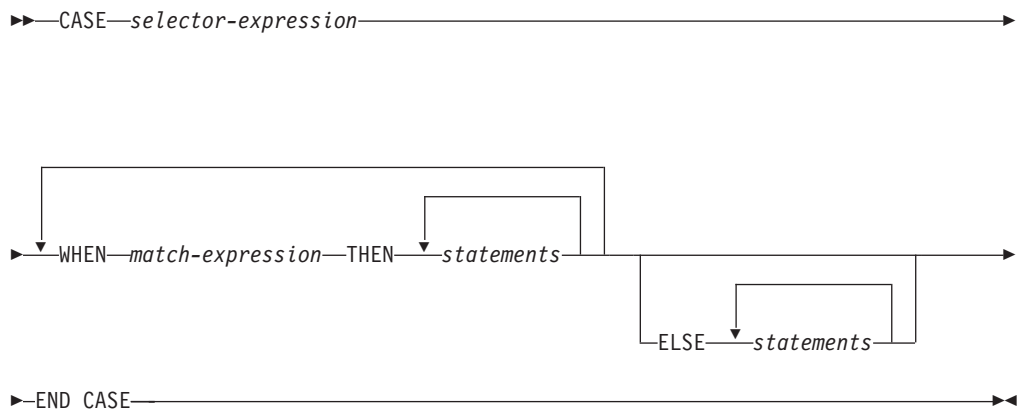 CASE selector-expression
WHEN match-expression THEN statements
ELSE statements
END CASE